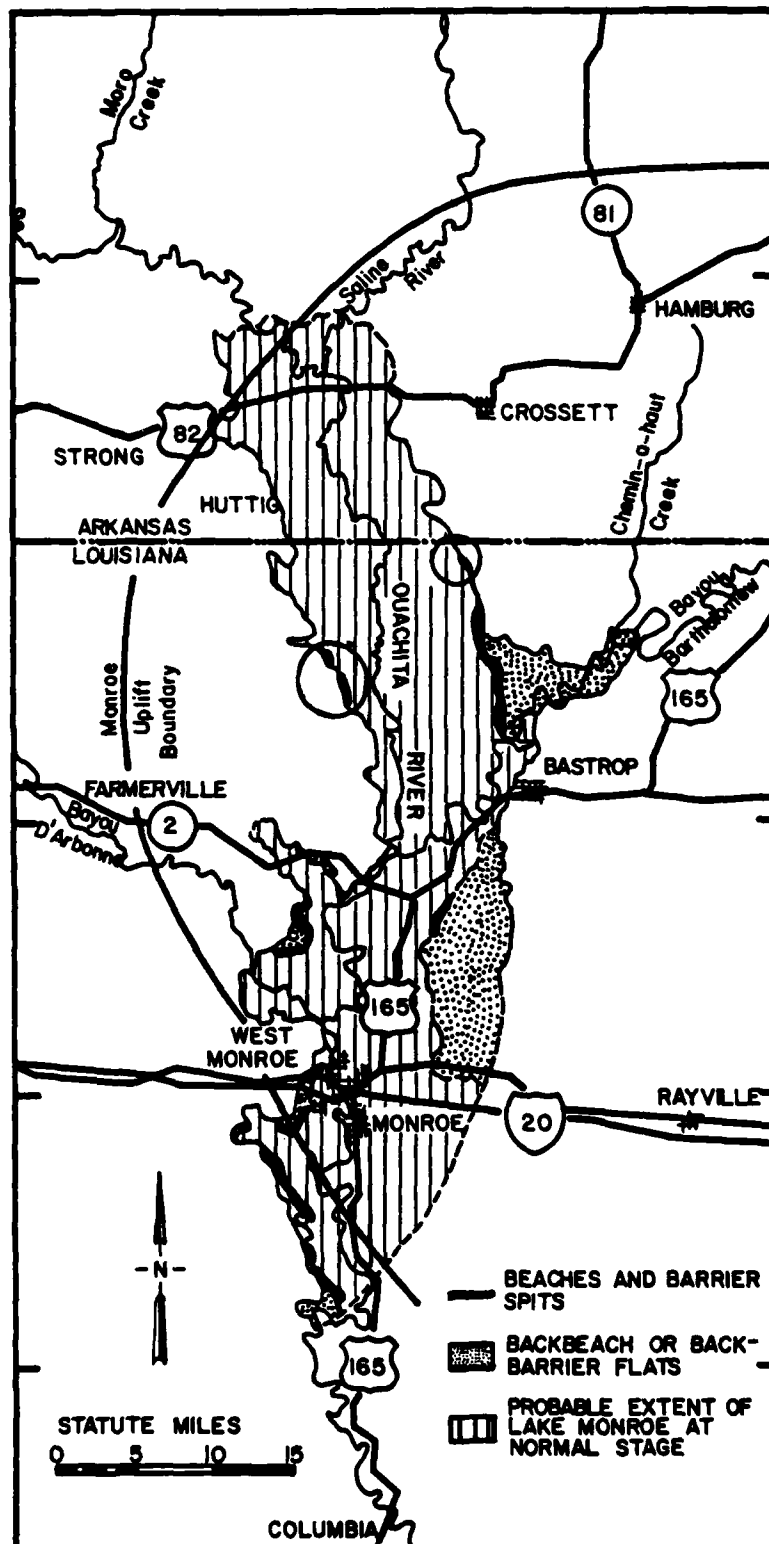 Moro
Creek
81
Saline
River
HAMBURG
CROSSETT
82
STRONG
Chemin-a-haut
Creek
HUTTIG
ARKANSAS
LOUISIANA
Bayou
Bartholomew
OUACHITA
RIVER
165
Monroe
Uplift
Boundary
BASTROP
FARMERVILLE
2
Bayou
D'Arbonne
165
WEST
MONROE
RAYVILLE
MONROE
20
-N-
BEACHES AND BARRIER
SPITS
BACKBEACH OR BACK-
BARRIER FLATS
165
PROBABLE EXTENT OF
LAKE MONROE AT
NORMAL STAGE
STATUTE MILES
0 5 10 15
COLUMBIA